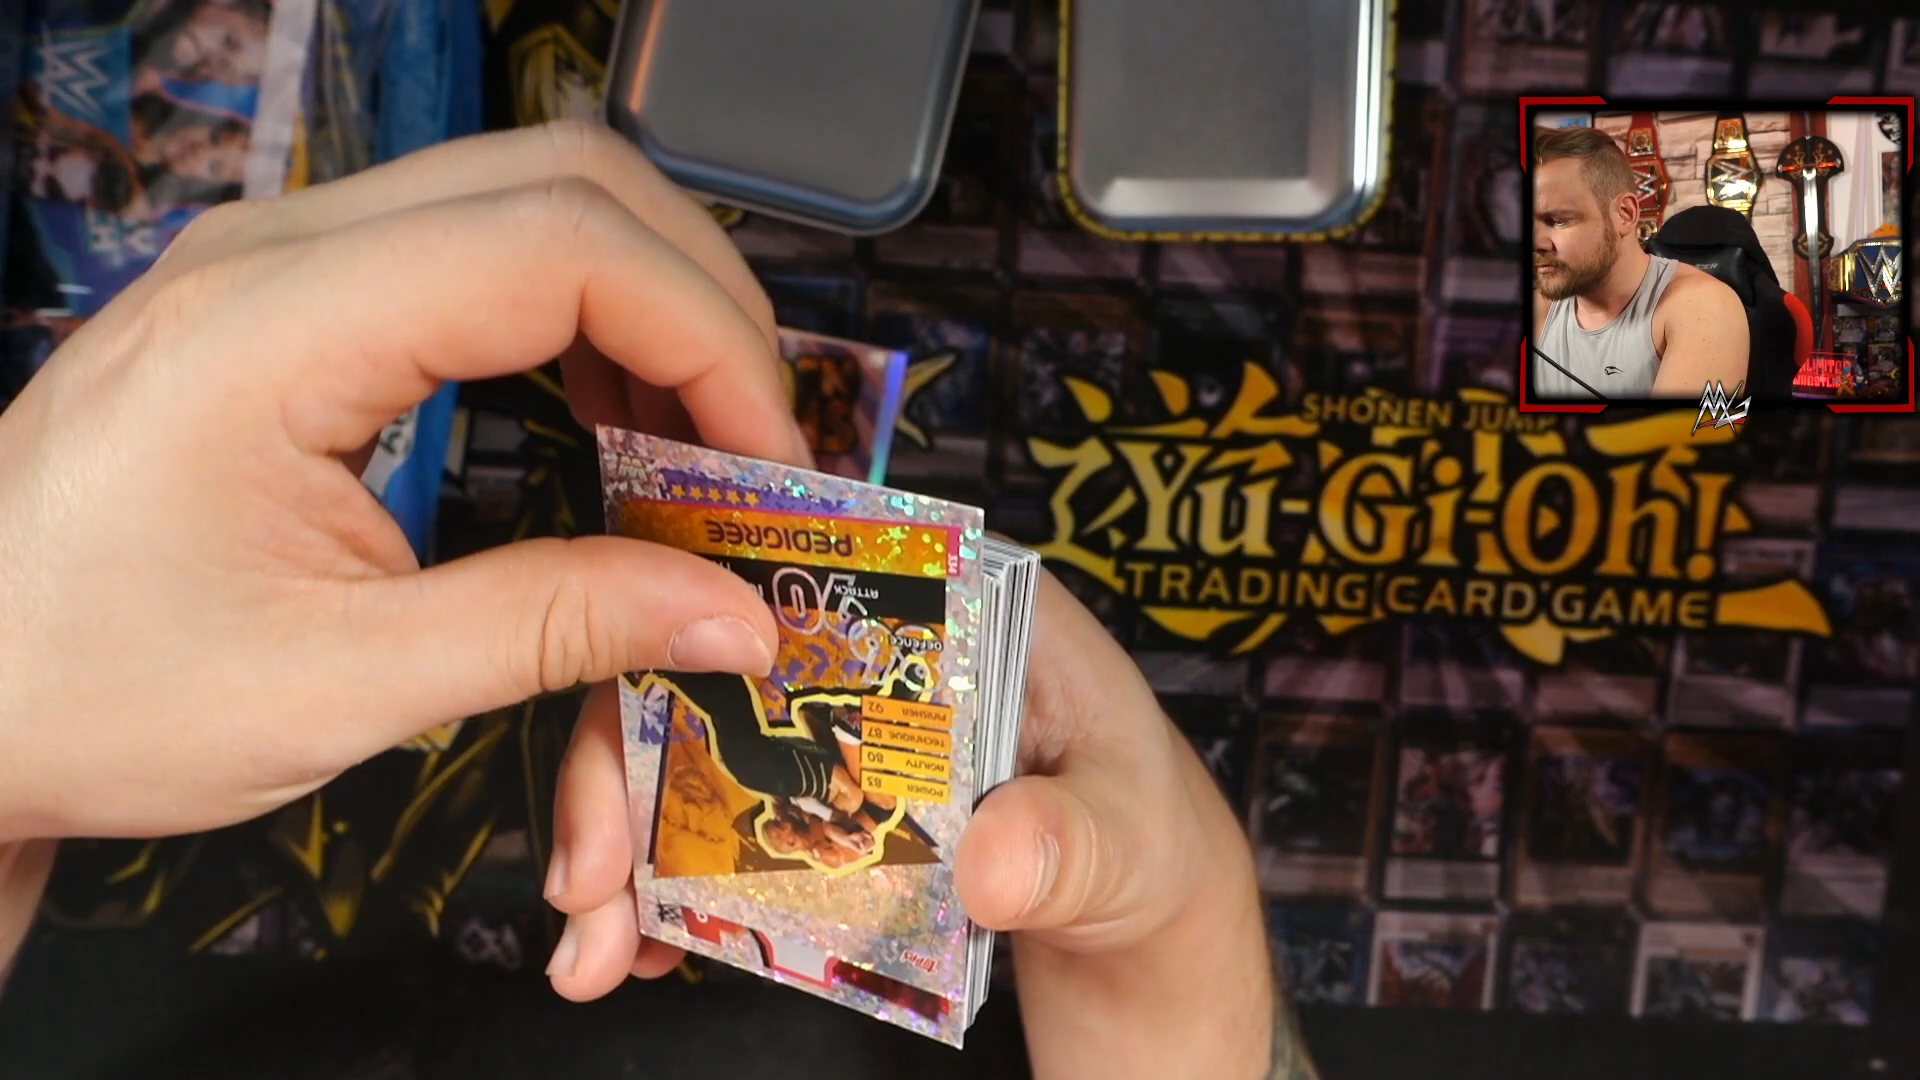 SHONEN JUMP
Yu-Gi-Oh!
TRADING CARD GAME
PEDIGREE
ATTACK
DEFENCE
FINISHER 92
TECHNIQUE 87
AGILITY 80
POWER 83
Topps